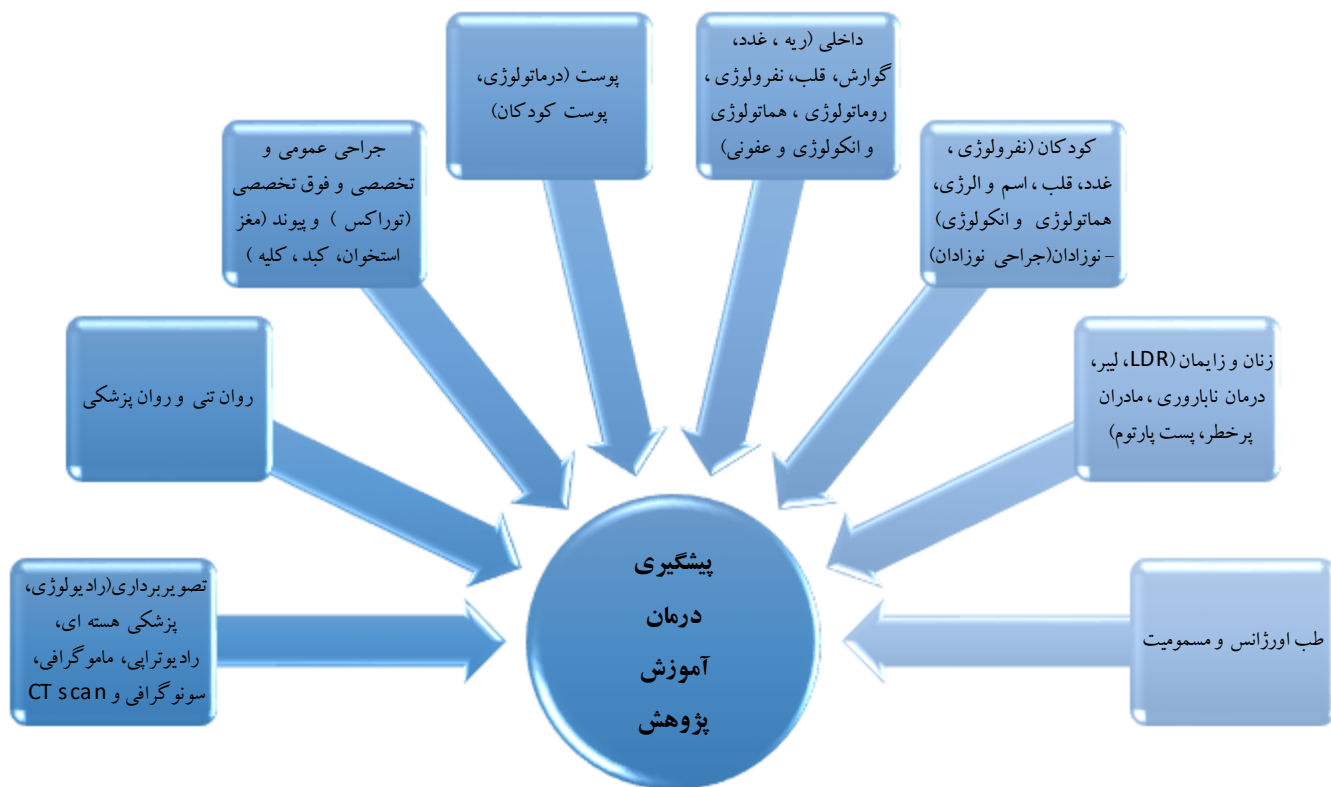 داخلی (ریه ، غدد،
گوارش، قلب، نفرولوژی ،
روماتولوژی ، هماتولوژی
و انکولوژی و عفونی)
پوست (درماتولوژی،
پوست کودکان)
کودکان (نفرولوژی ،
غدد، قلب ، اسم و الرژی،
هماتولوژی و انکولوژی)
– نوزادان(جراحی نوزادان)
جراحی عمومی و
تخصصی و فوق تخصصی
(توراکس ) و پیوند (مغز
استخوان، کبد ، کلیه )
زنان و زایمان (LDR، لیبر،
درمان ناباروری ، مادران
پرخطر، پست پارتوم)
روان تنی و روان پزشکی
طب اورژانس و مسمومیت
تصویربرداری(رادیولوژی،
پزشکی هسته ای،
رادیوتراپی، ماموگرافی،
سونوگرافی و CT scan
پیشگیری
درمان
آموزش
پژوهش